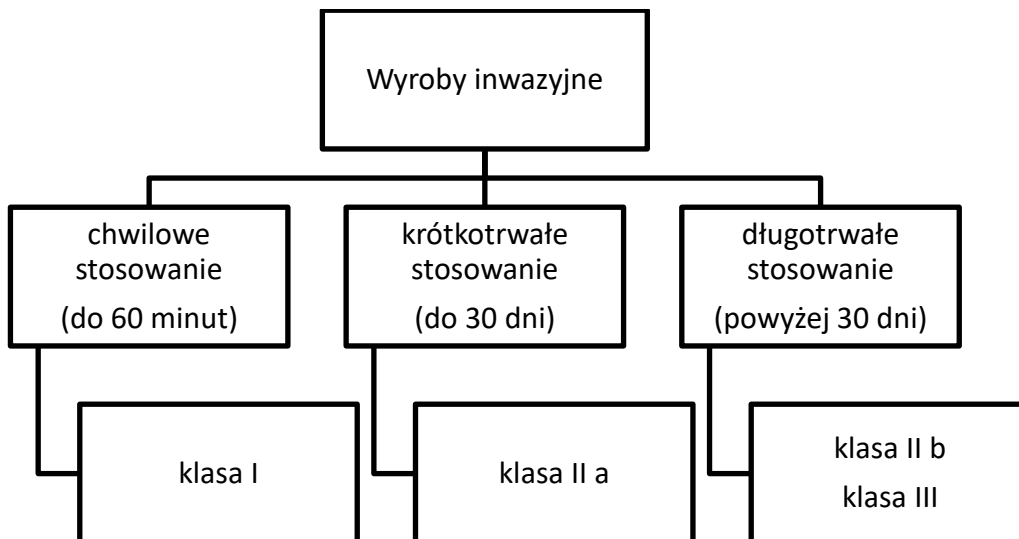 Wyroby inwazyjne
chwilowe
stosowanie
(do 60 minut)
krótkotrwałe
stosowanie
(do 30 dni)
długotrwałe
stosowanie
(powyżej 30 dni)
klasa I
klasa II a
klasa II b
klasa III